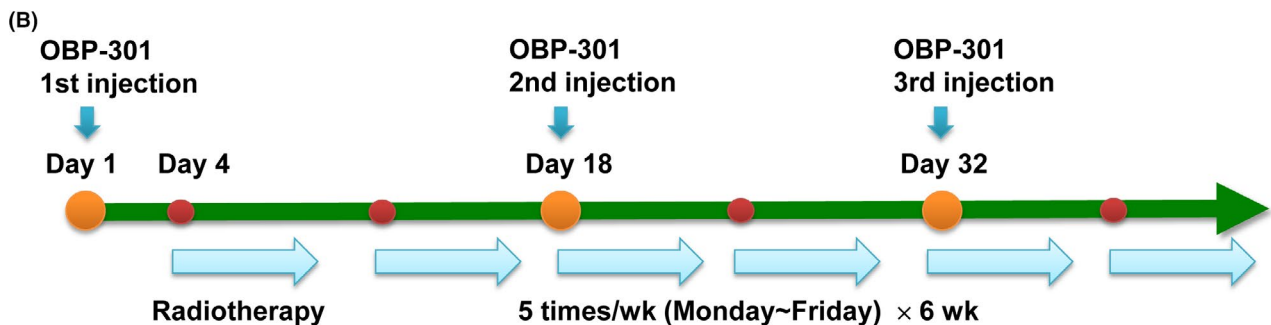 (B)
OBP-301
1st injection
OBP-301
2nd injection
OBP-301
3rd injection
Day 1
Day 4
Day 18
Day 32
Radiotherapy
5 times/wk (Monday~Friday) × 6 wk